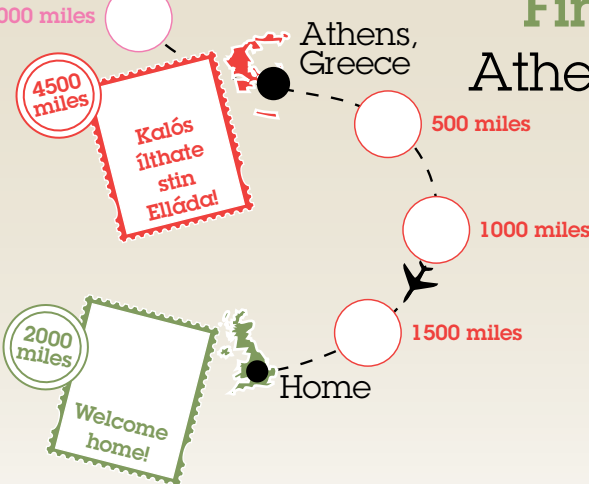 000 miles
Athe
Athens,
Greece
4500
miles
Kalós
ílthate
stin
Elláda!
500 miles
1000 miles
1500 miles
2000
miles
Welcome
home!
Home